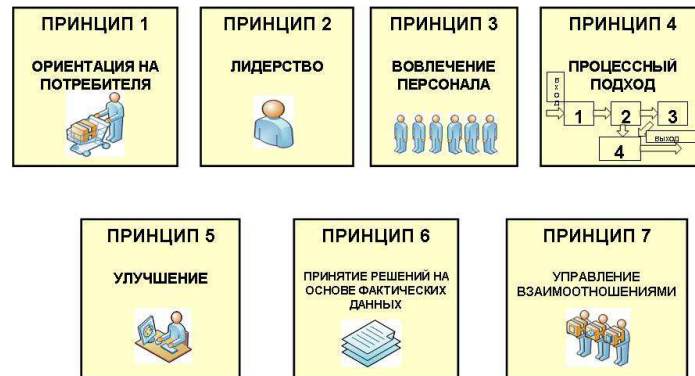 ПРИНЦИП 1
ОРИЕНТАЦИЯ НА
ПОТРЕБИТЕЛЯ
ПРИНЦИП 2
ЛИДЕРСТВО
ПРИНЦИП 3
ВОВЛЕЧЕНИЕ
ПЕРСОНАЛА
ПРИНЦИП 4
ПРОЦЕССНЫЙ
ПОДХОД
ВХОД
1
2
3
4
ВЫХОД
ПРИНЦИП 5
УЛУЧШЕНИЕ
ПРИНЦИП 6
ПРИНЯТИЕ РЕШЕНИЙ НА
ОСНОВЕ ФАКТИЧЕСКИХ
ДАННЫХ
ПРИНЦИП 7
УПРАВЛЕНИЕ
ВЗАИМООТНОШЕНИЯМИ